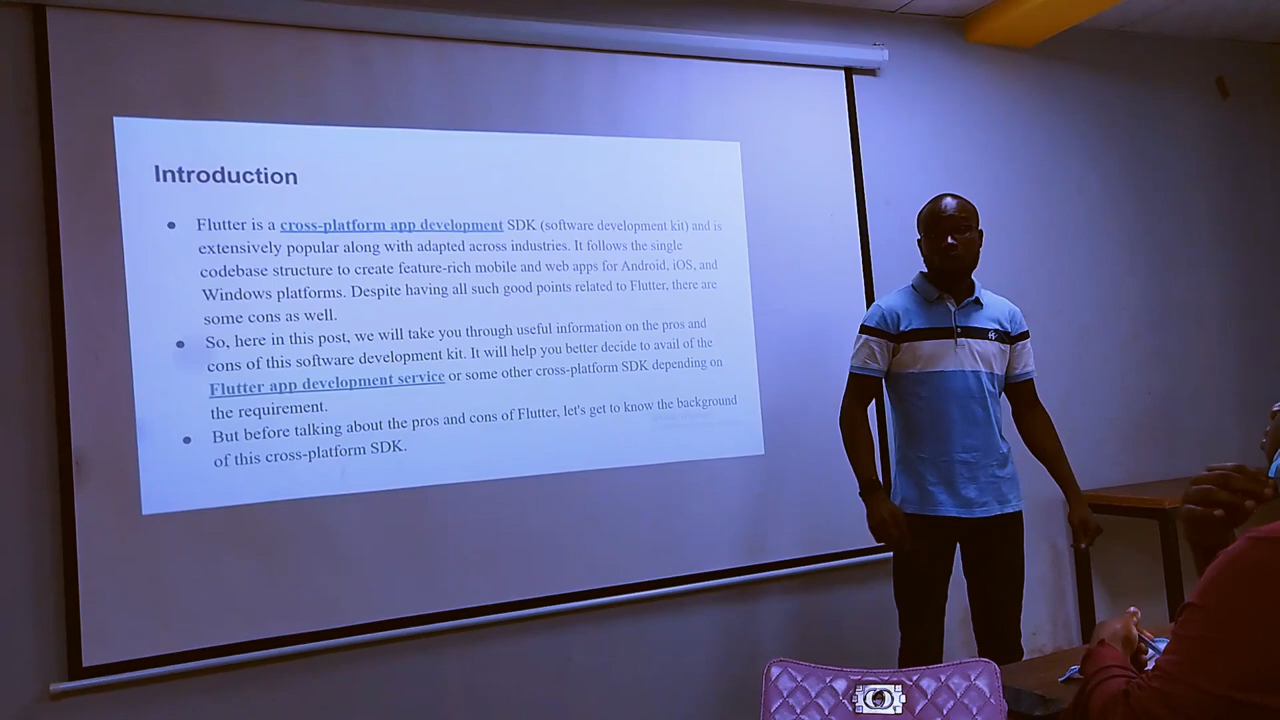 Introduction
● Flutter is a cross-platform app development SDK (software development kit) and is
extensively popular along with adapted across industries. It follows the single
codebase structure to create feature-rich mobile and web apps for Android, iOS, and
Windows platforms. Despite having all such good points related to Flutter, there are
some cons as well.
● So, here in this post, we will take you through useful information on the pros and
cons of this software development kit. It will help you better decide to avail of the
Flutter app development service or some other cross-platform SDK depending on
the requirement.
● But before talking about the pros and cons of Flutter, let's get to know the background
of this cross-platform SDK.